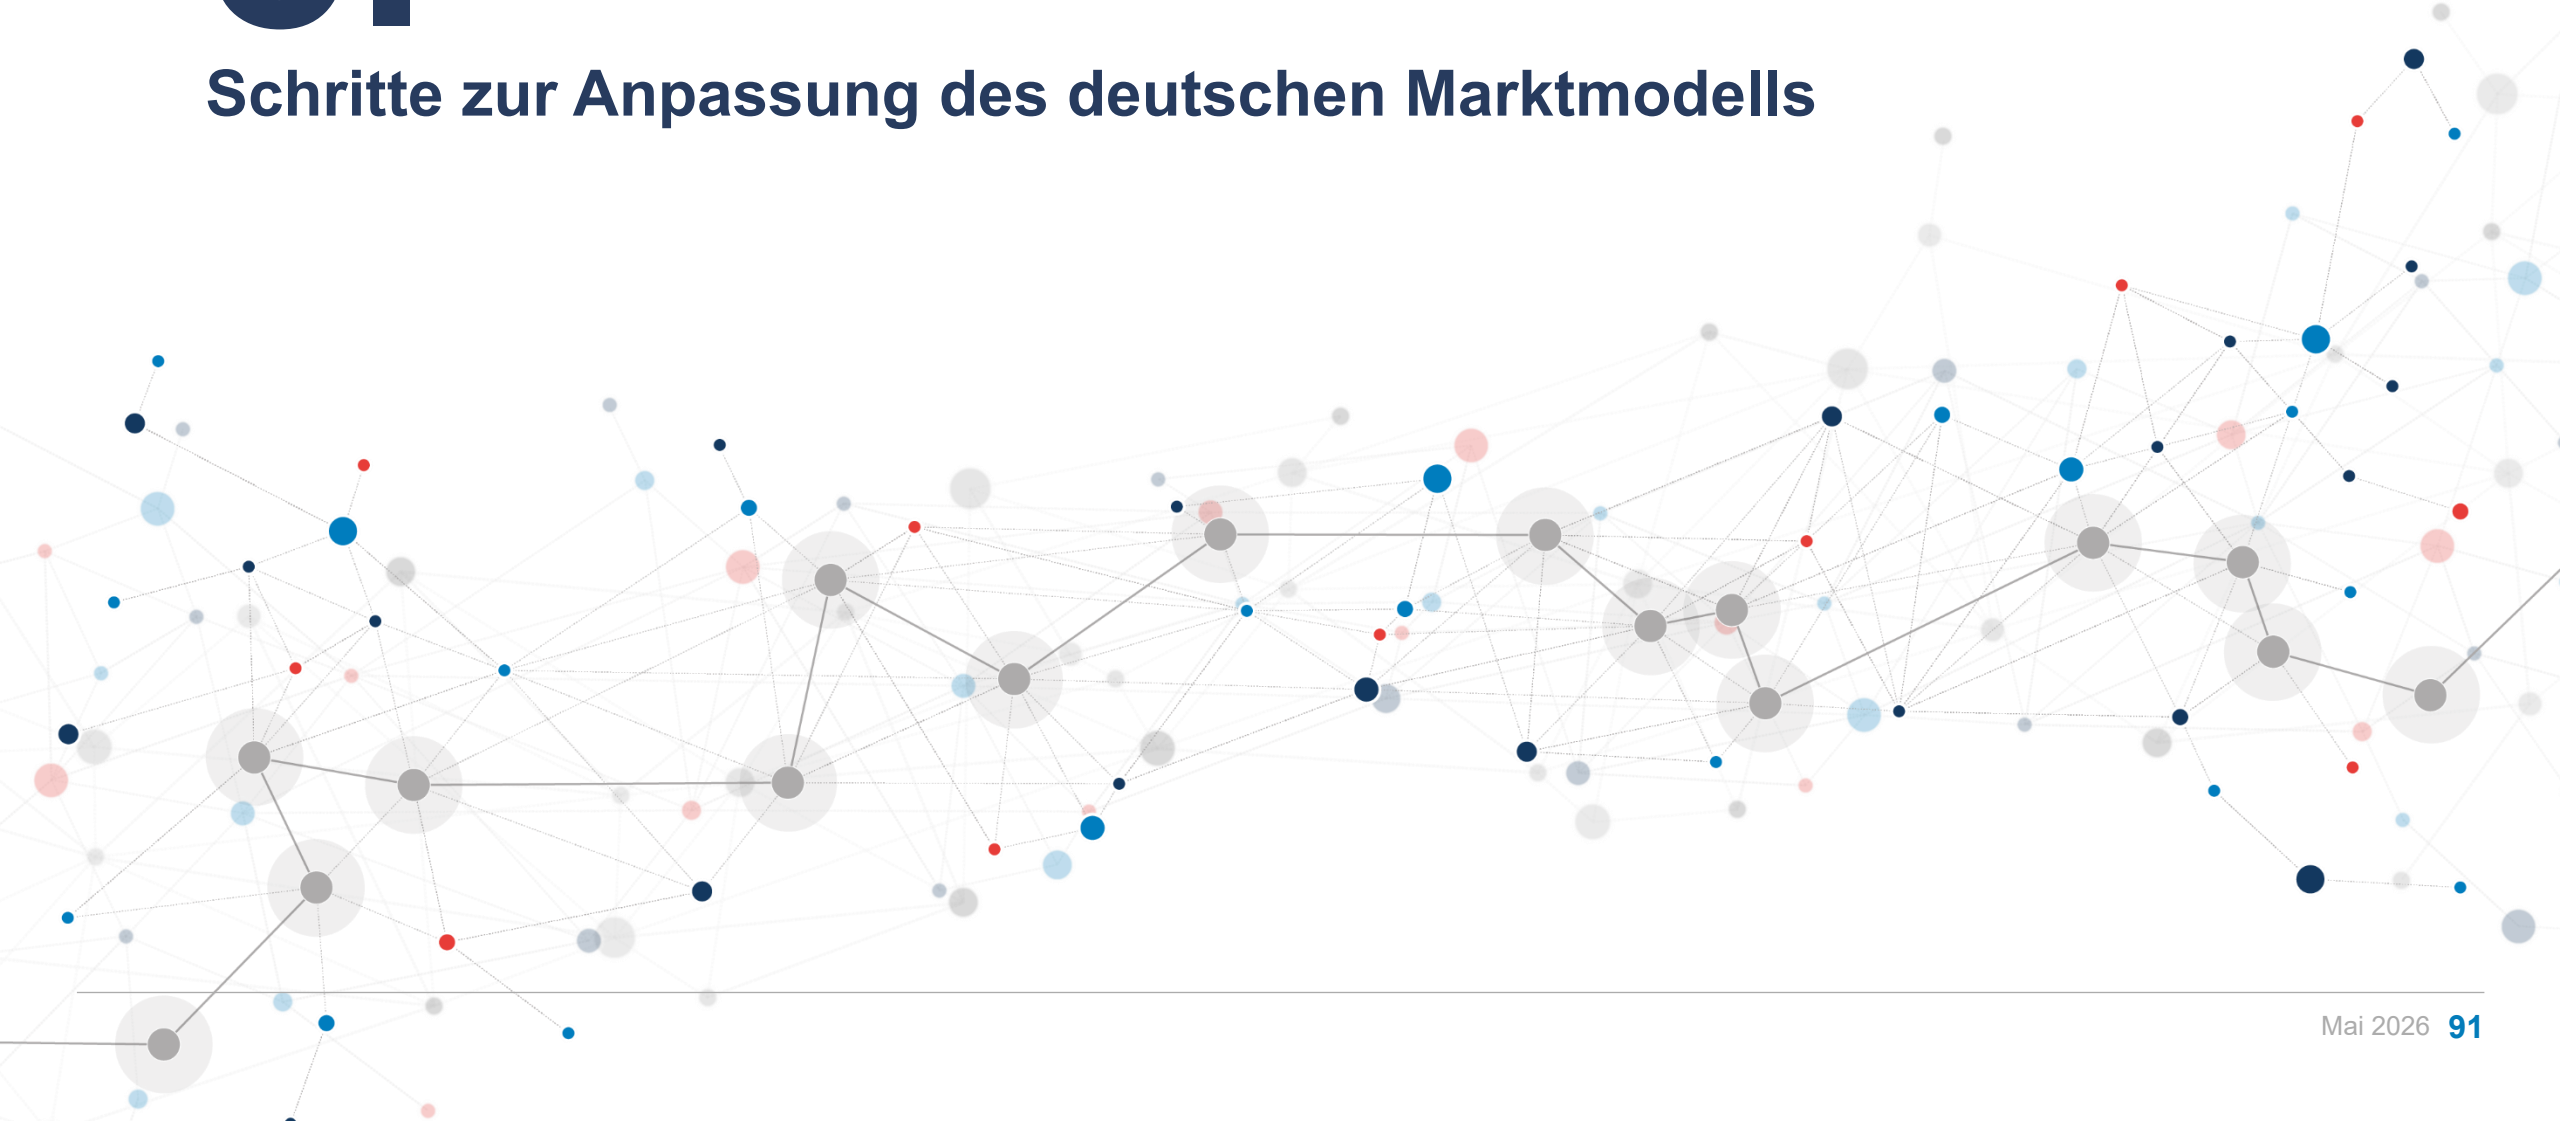 Schritte zur Anpassung des deutschen Marktmodells
Mai 2026 91